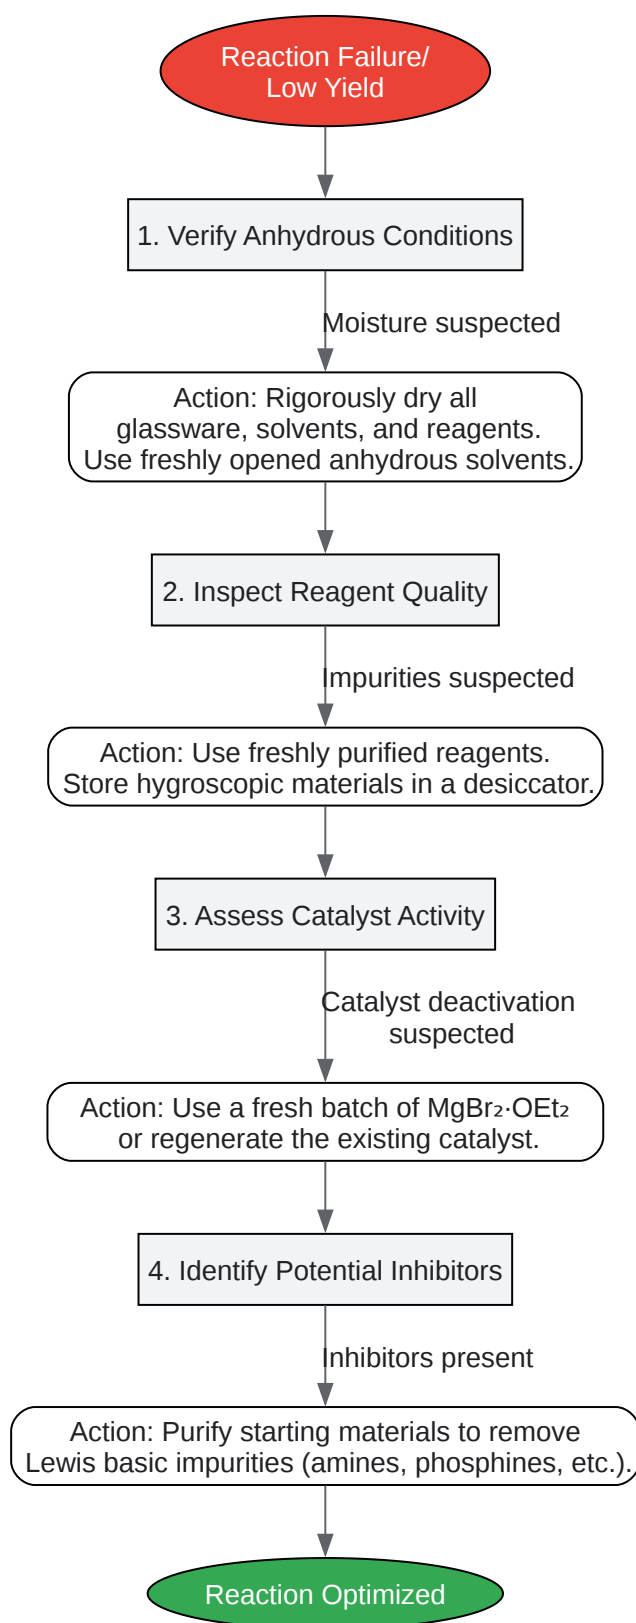 Reaction Failure/
Low Yield
1. Verify Anhydrous Conditions
Moisture suspected
Action: Rigorously dry all
glassware, solvents, and reagents.
Use freshly opened anhydrous solvents.
2. Inspect Reagent Quality
Impurities suspected
Action: Use freshly purified reagents.
Store hygroscopic materials in a desiccator.
3. Assess Catalyst Activity
Catalyst deactivation
suspected
Action: Use a fresh batch of MgBr₂·OEt₂
or regenerate the existing catalyst.
4. Identify Potential Inhibitors
Inhibitors present
Action: Purify starting materials to remove
Lewis basic impurities (amines, phosphines, etc.).
Reaction Optimized